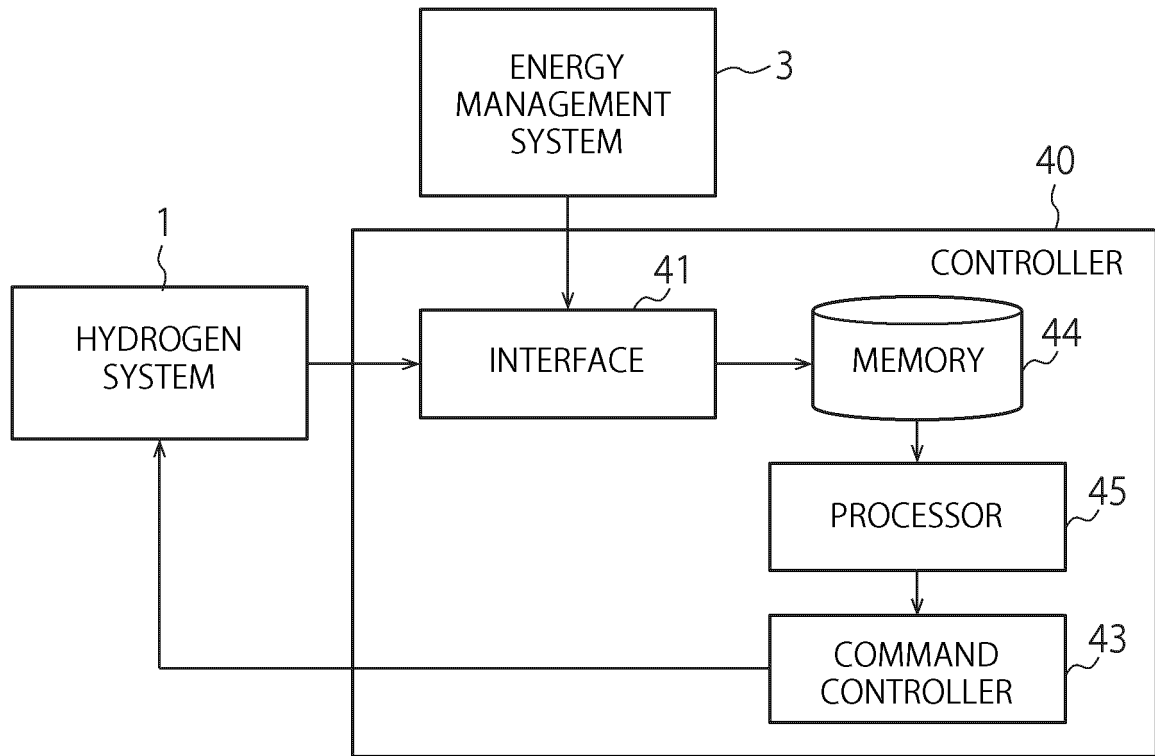 ENERGY
MANAGEMENT
SYSTEM
3
40
CONTROLLER
1
HYDROGEN
SYSTEM
41
INTERFACE
MEMORY
44
PROCESSOR
45
COMMAND
CONTROLLER
43